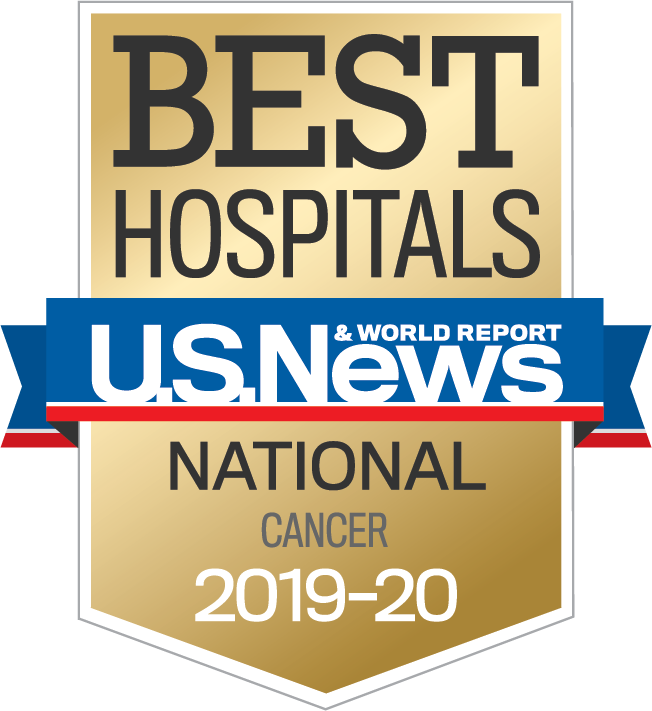 BEST
HOSPITALS
& WORLD REPORT
U.S.News
NATIONAL
CANCER
2019-20